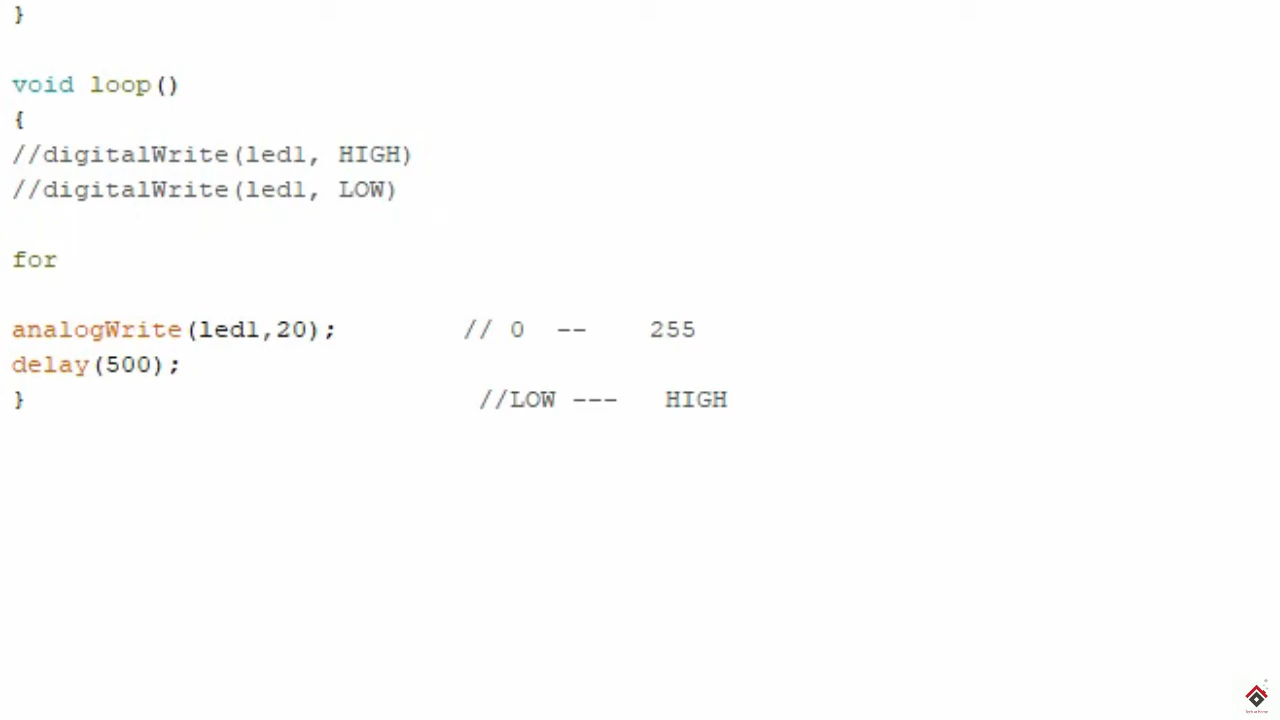 }
void loop()
{
//digitalWrite(led1, HIGH)
//digitalWrite(led1, LOW)
for
analogWrite(led1,20);          // 0  --    255
delay(500);
}                              //LOW ---   HIGH